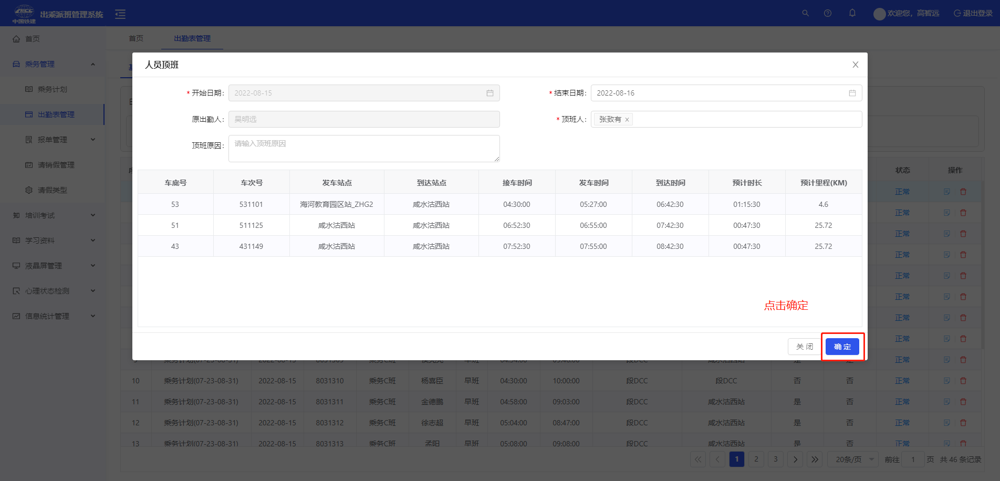 中国铁建 出乘派班管理系统 欢迎您，高智远 退出登录
首页
乘务管理
乘务计划
出勤表管理
报单管理
请销假管理
请假类型
培训考试
学习资料
液晶屏管理
心理状态检测
信息统计管理
首页 出勤表管理
人员顶班
* 开始日期: 2022-08-15 * 结束日期: 2022-08-16
原出勤人: 吴明远 * 顶班人: 张致有 ×
顶班原因: 请输入顶班原因
车底号 车次号 发车站点 到达站点 接车时间 发车时间 到达时间 预计时长 预计里程(KM)
53 531101 海河教育园区站_ZHG2 咸水沽西站 04:30:00 05:27:00 06:42:30 01:15:30 4.6
51 511125 咸水沽西站 咸水沽西站 06:52:30 06:55:00 07:42:30 00:47:30 25.72
43 431149 咸水沽西站 咸水沽西站 07:52:30 07:55:00 08:42:30 00:47:30 25.72
点击确定
关 闭 确 定
状态 操作
正常
正常
正常
正常
正常
正常
正常
正常
正常
10 乘务计划(07-23-08-31) 2022-08-15 8031310 乘务C班 杨喜臣 早班 04:30:00 10:00:00 段DCC 段DCC 否 否 正常
11 乘务计划(07-23-08-31) 2022-08-15 8031311 乘务C班 金德鹏 早班 04:58:00 09:03:00 段DCC 咸水沽西站 是 否 正常
12 乘务计划(07-23-08-31) 2022-08-15 8031312 乘务C班 徐志超 早班 05:04:00 08:47:00 段DCC 咸水沽西站 是 否 正常
13 乘务计划(07-23-08-31) 2022-08-15 8031313 乘务C班 孟阳 早班 05:08:00 09:08:00 段DCC 咸水沽西站 是 否 正常
1 2 3 20条/页 前往 1 页 共 46 条记录